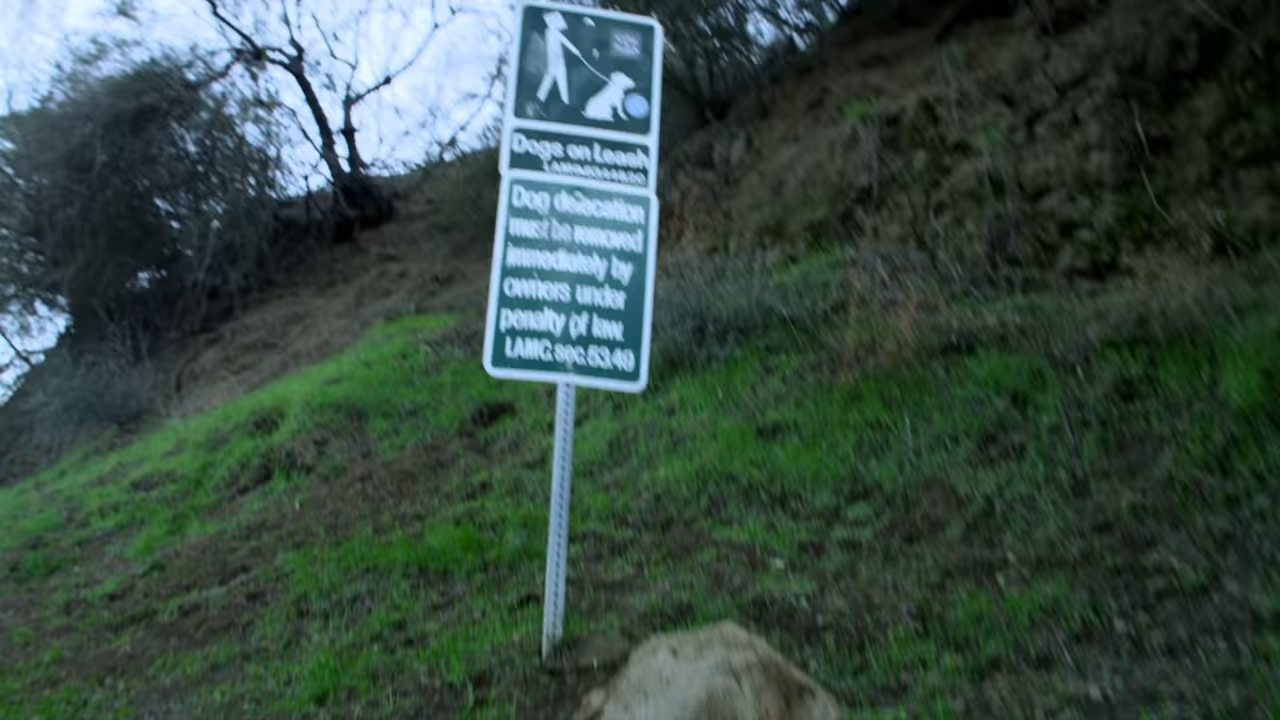 Dogs on Leash
Dog defecation
must be removed
immediately by
owners under
penalty of law.
LAMC. sec. 53.49